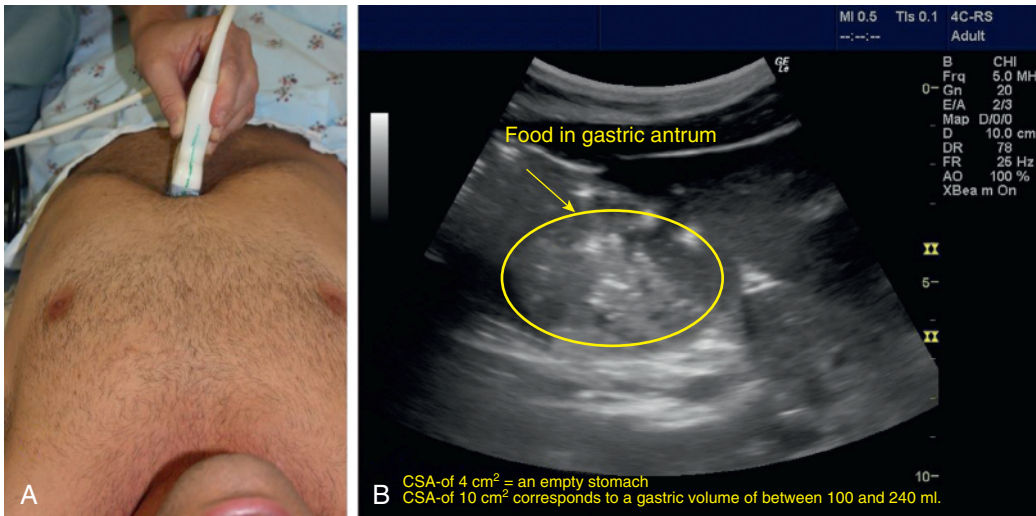 A
MI 0.5 TIs 0.1 4C-RS
--:--:-- Adult
GE
B CHI
Frq 5.0 MH
Gn 20
E/A 2/3
Map D/0/0
D 10.0 cm
DR 78
FR 25 Hz
AO 100 %
XBea m On
0
5
10
Food in gastric antrum
B
CSA-of 4 cm² = an empty stomach
CSA-of 10 cm² corresponds to a gastric volume of between 100 and 240 ml.